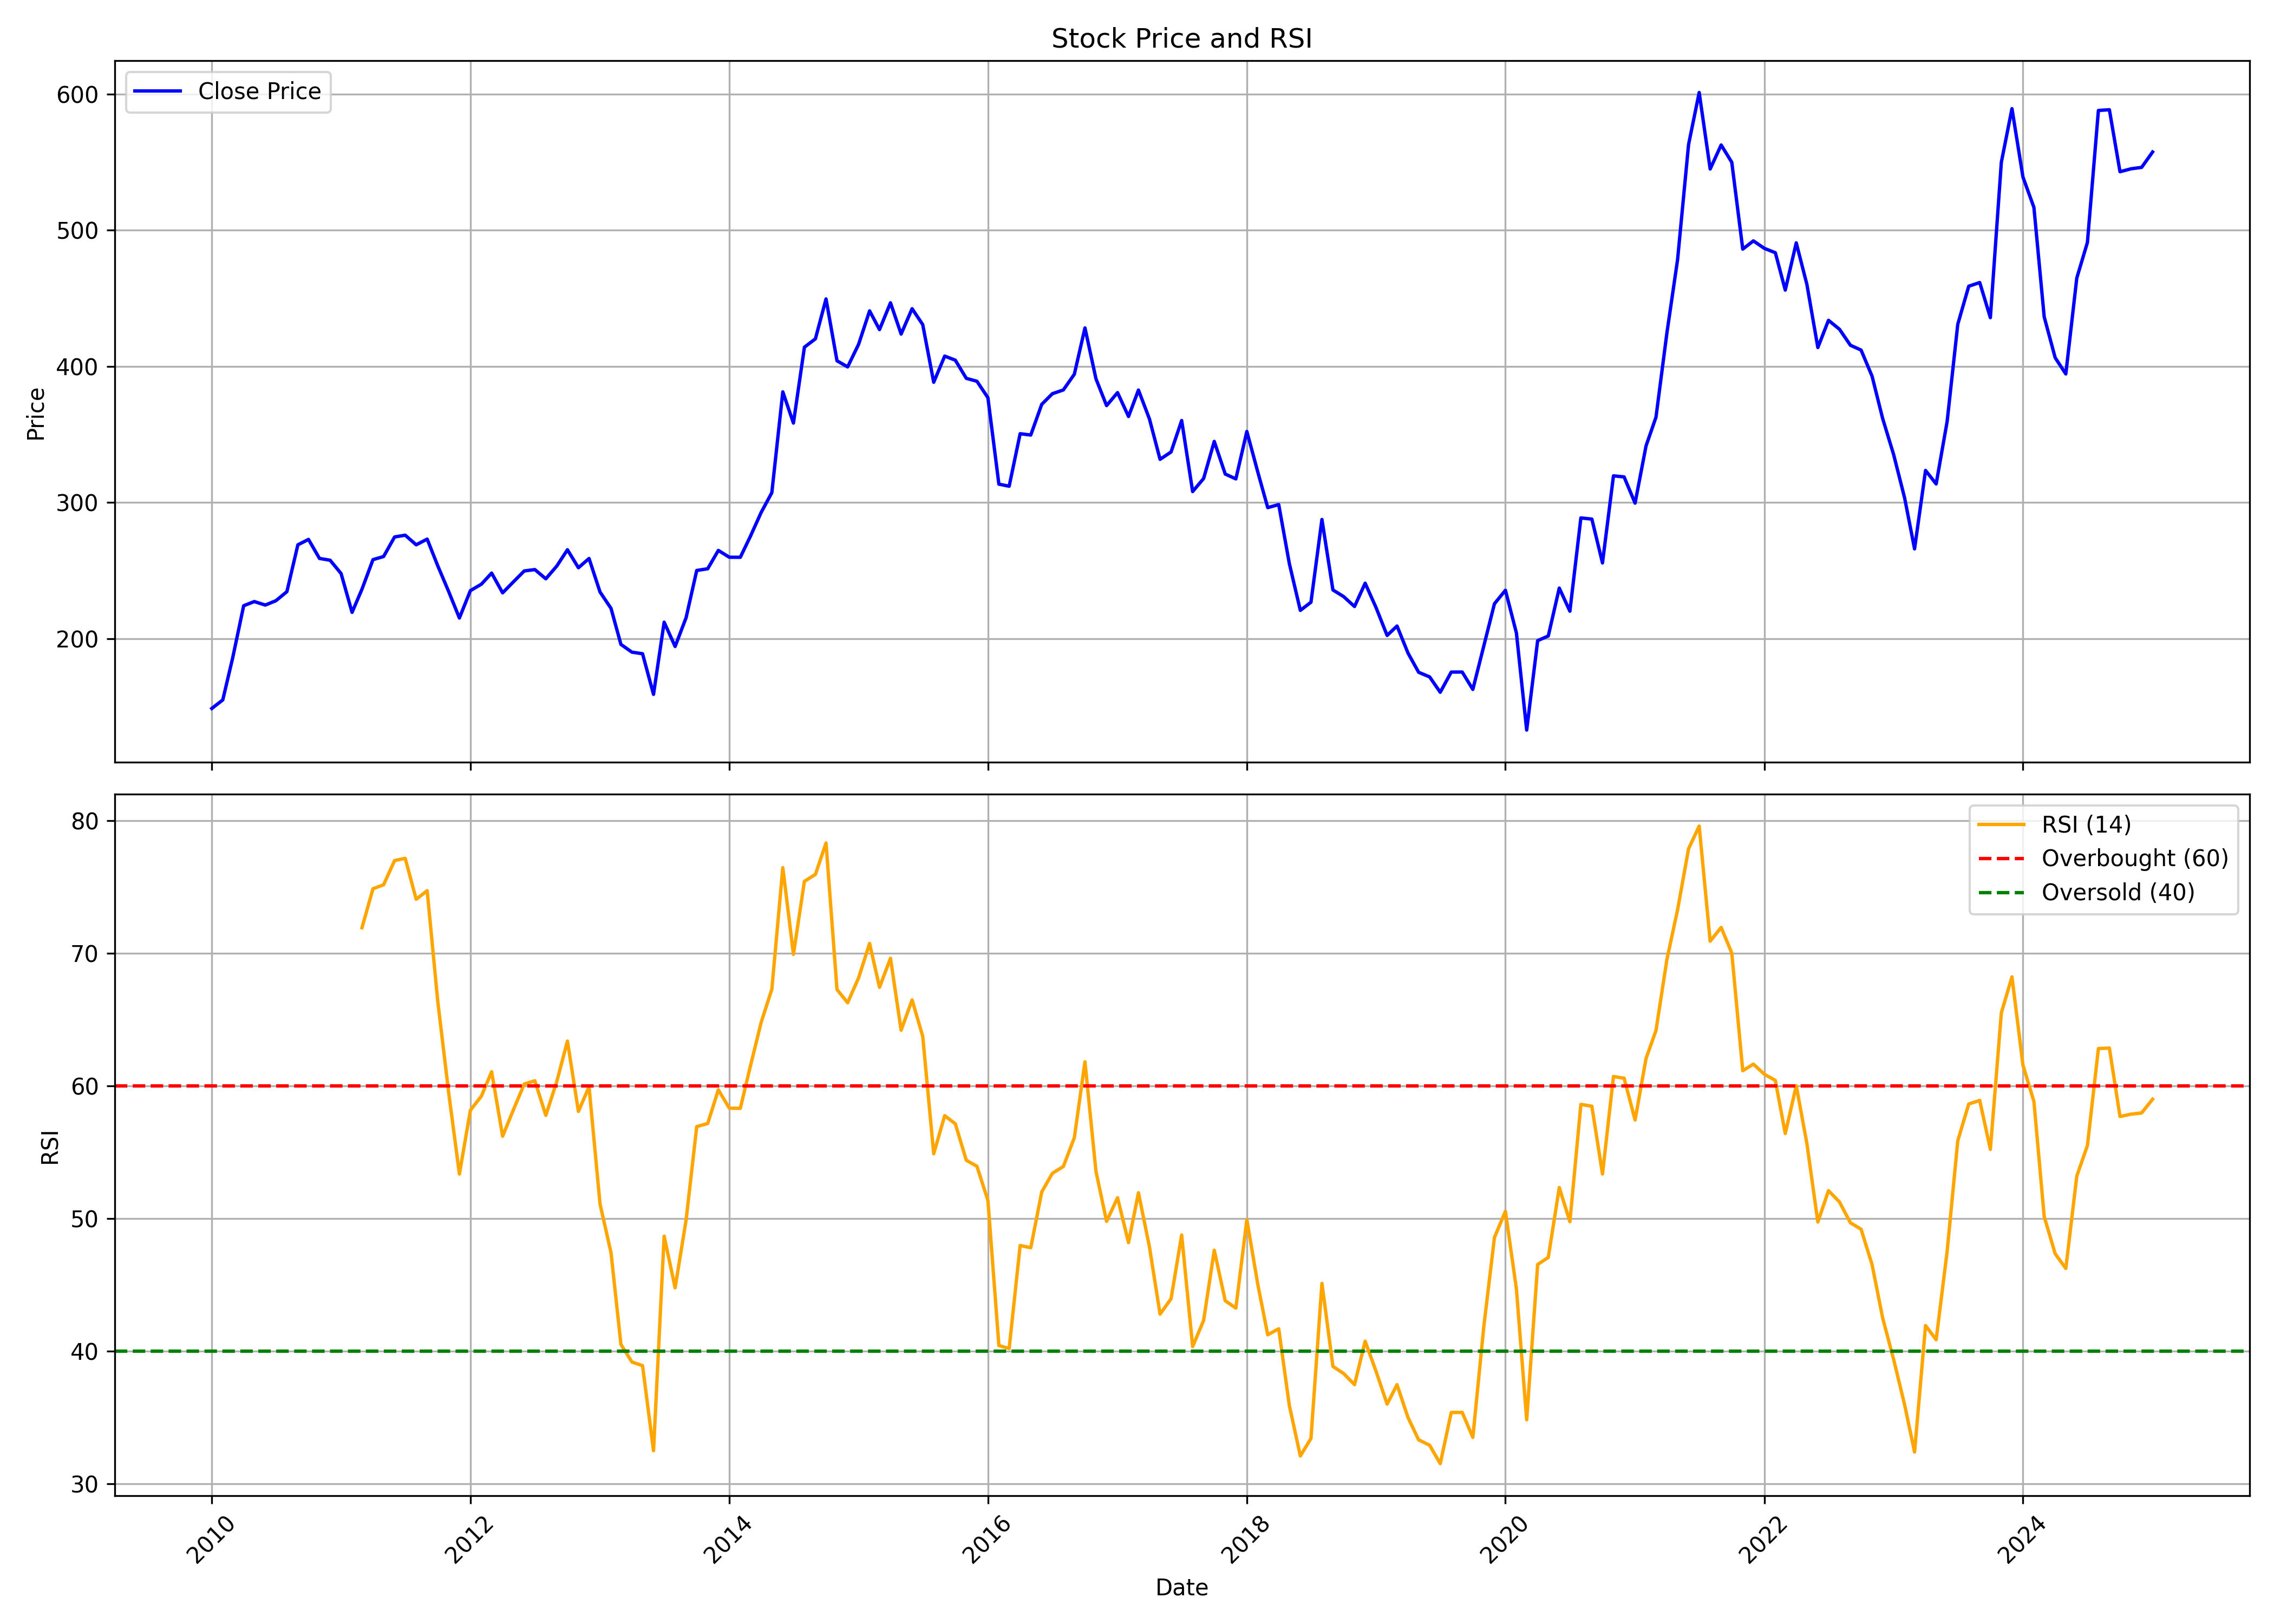 Stock Price and RSI
Close Price
600
500
400
300
200
Price
RSI (14)
Overbought (60)
Oversold (40)
80
70
60
50
40
30
RSI
2010
2012
2014
2016
2018
2020
2022
2024
Date